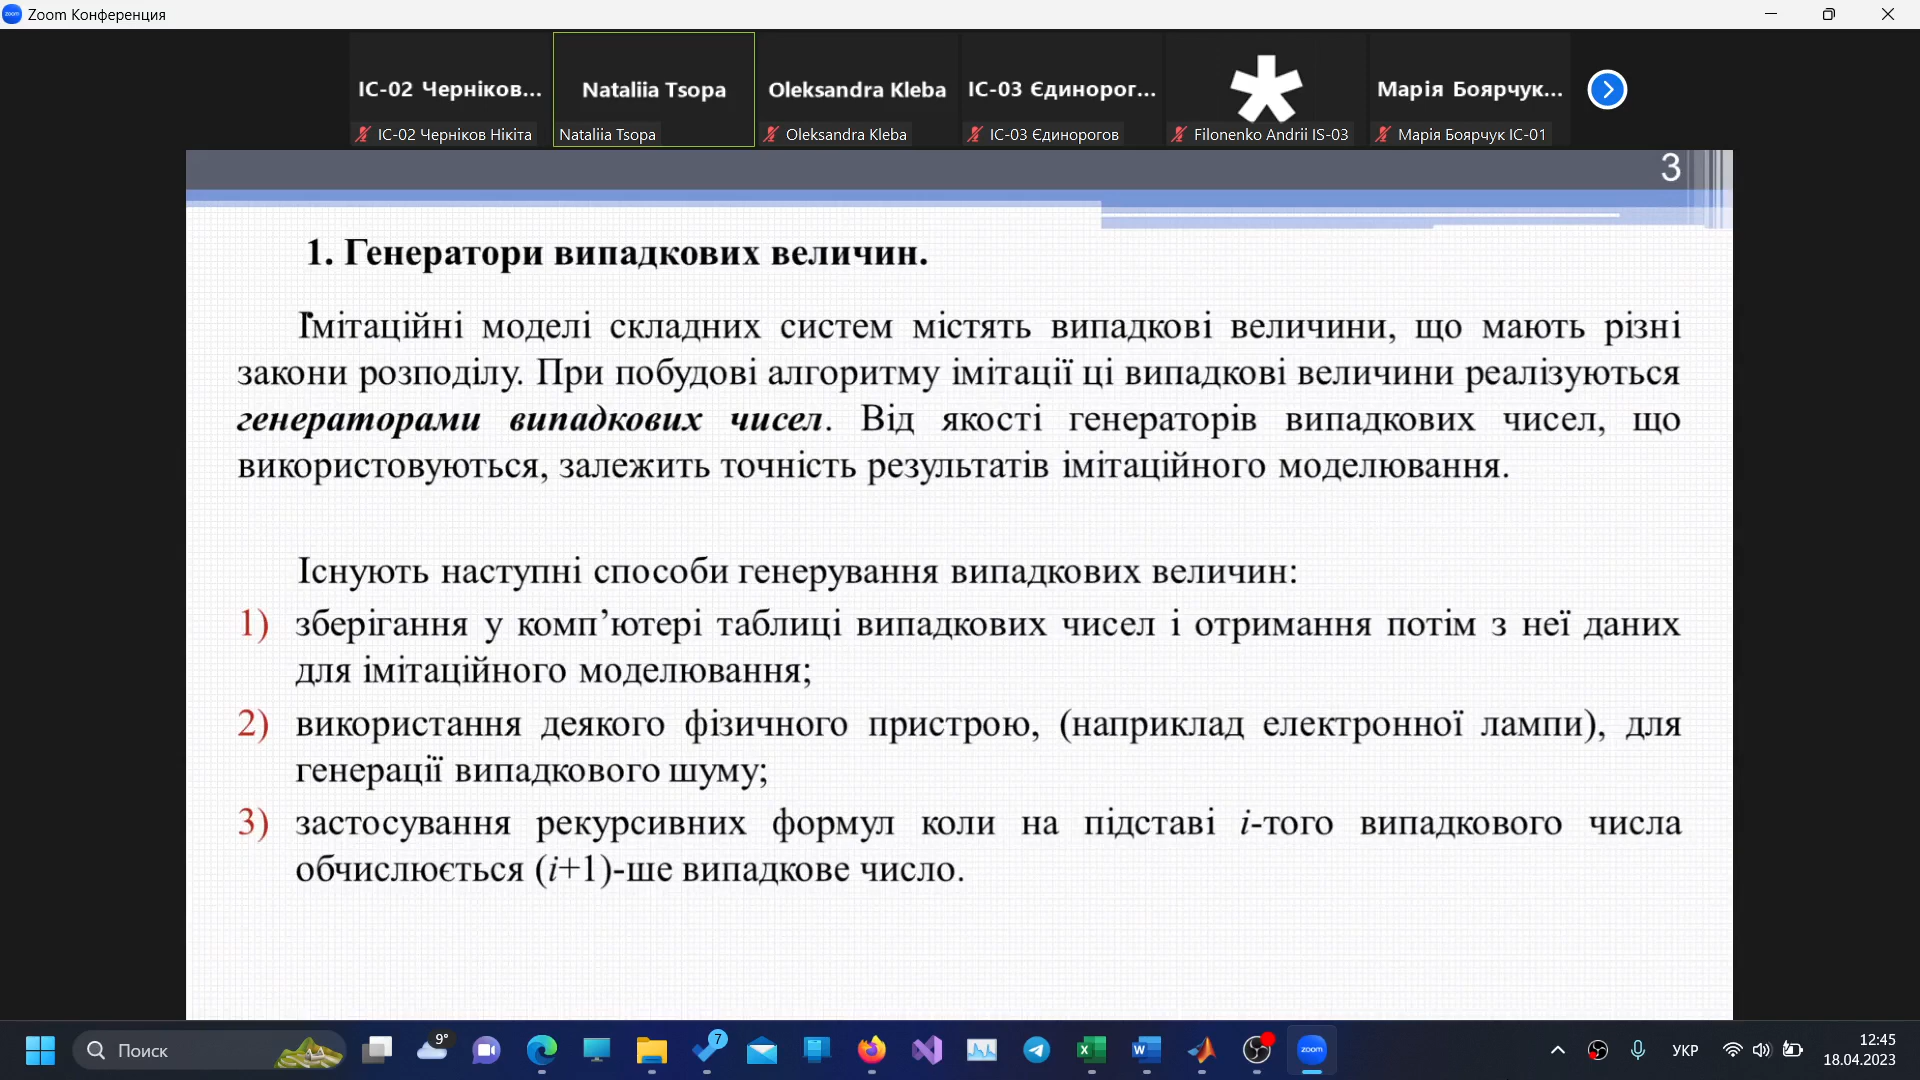 Zoom Конференция
ІС-02 Черніков...
Nataliia Tsopa
Oleksandra Kleba
ІС-03 Єдинорог...
Марія Боярчук...
ІС-02 Черніков Нікіта
Nataliia Tsopa
Oleksandra Kleba
ІС-03 Єдинорогов
Filonenko Andrii IS-03
Марія Боярчук ІС-01
3
1. Генератори випадкових величин.
Імітаційні моделі складних систем містять випадкові величини, що мають різні
закони розподілу. При побудові алгоритму імітації ці випадкові величини реалізуються
генераторами випадкових чисел. Від якості генераторів випадкових чисел, що
використовуються, залежить точність результатів імітаційного моделювання.
Існують наступні способи генерування випадкових величин:
1) зберігання у комп’ютері таблиці випадкових чисел і отримання потім з неї даних
для імітаційного моделювання;
2) використання деякого фізичного пристрою, (наприклад електронної лампи), для
генерації випадкового шуму;
3) застосування рекурсивних формул коли на підставі i-того випадкового числа
обчислюється (i+1)-ше випадкове число.
Поиск
9°
7
zoom
УКР
12:45
18.04.2023